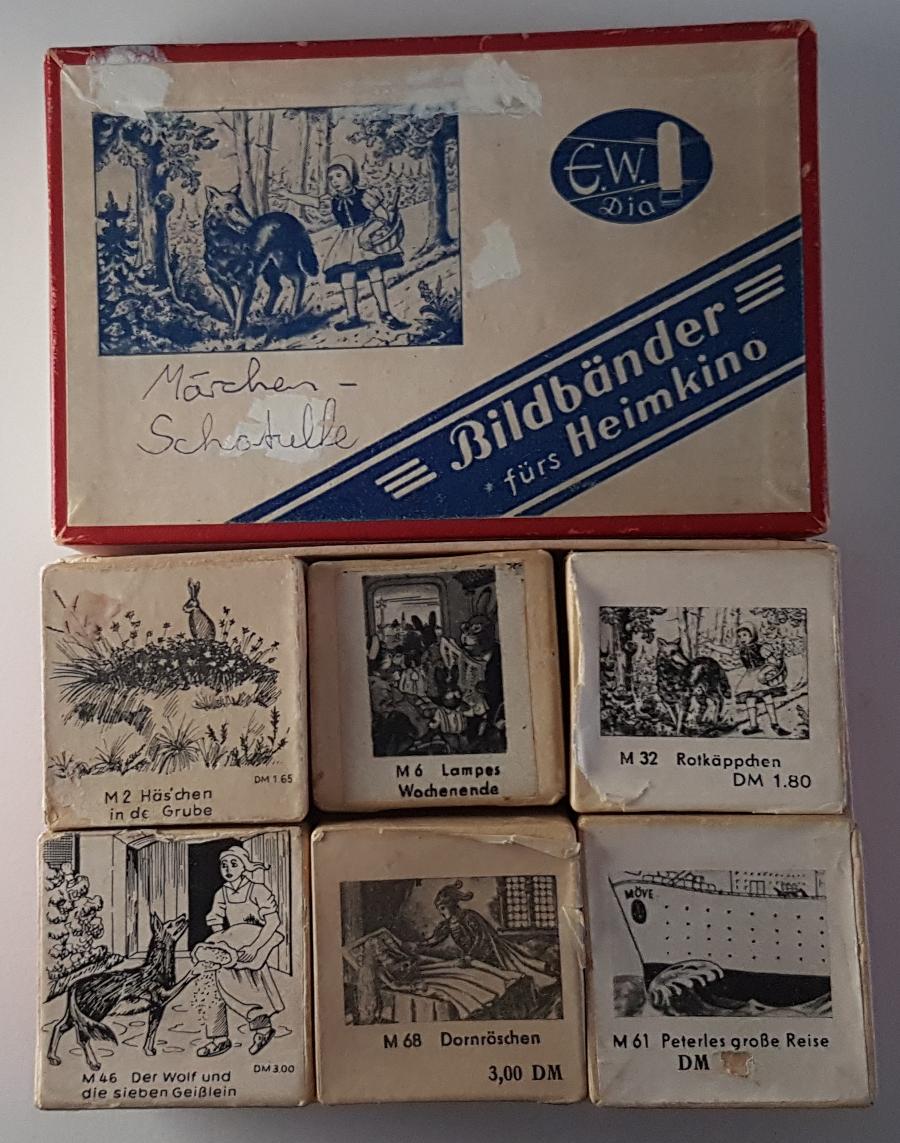 E.W.
Dia
Bildbänder
* fürs Heimkino
Märchen -
Schatulle
M 2 Häs'chen
in de Grube
DM 1.65
M 6 Lampes
Wochenende
M 32 Rotkäppchen
DM 1.80
M 46 Der Wolf und
die sieben Geißlein
DM 3.00
M 68 Dornröschen
3,00 DM
MÖVE
M 61 Peterles große Reise
DM